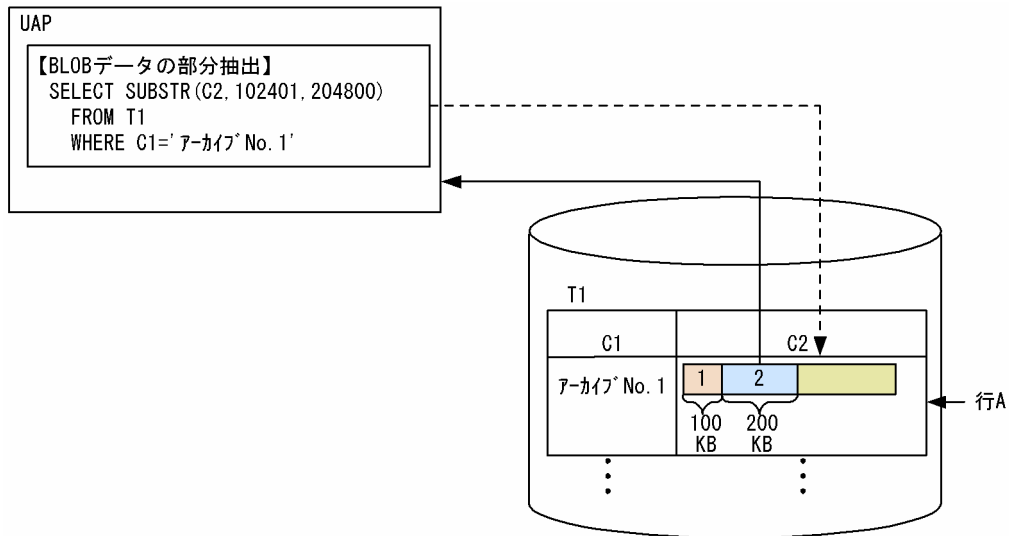 UAP
【BLOBデータの部分抽出】
SELECT SUBSTR(C2,102401,204800)
FROM T1
WHERE C1='ｱｰｶｲﾌﾞNo.1'
T1
C1
C2
ｱｰｶｲﾌﾞNo.1
1
2
行A
100
KB
200
KB